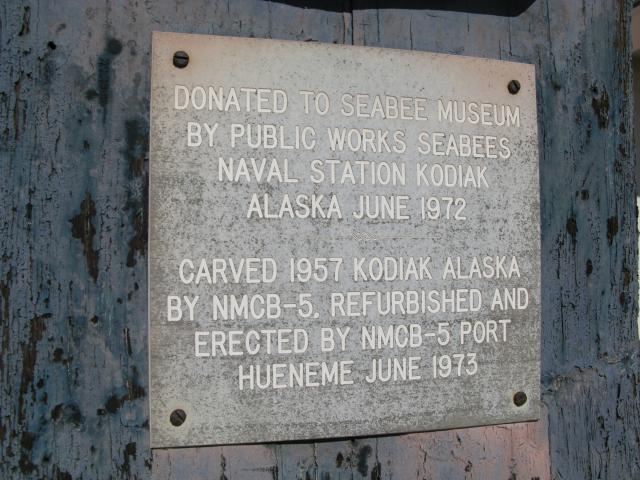 DONATED TO SEABEE MUSEUM
BY PUBLIC WORKS SEABEES
NAVAL STATION KODIAK
ALASKA JUNE 1972
CARVED 1957 KODIAK ALASKA
BY NMCB-5. REFURBISHED AND
ERECTED BY NMCB-5 PORT
HUENEME JUNE 1973